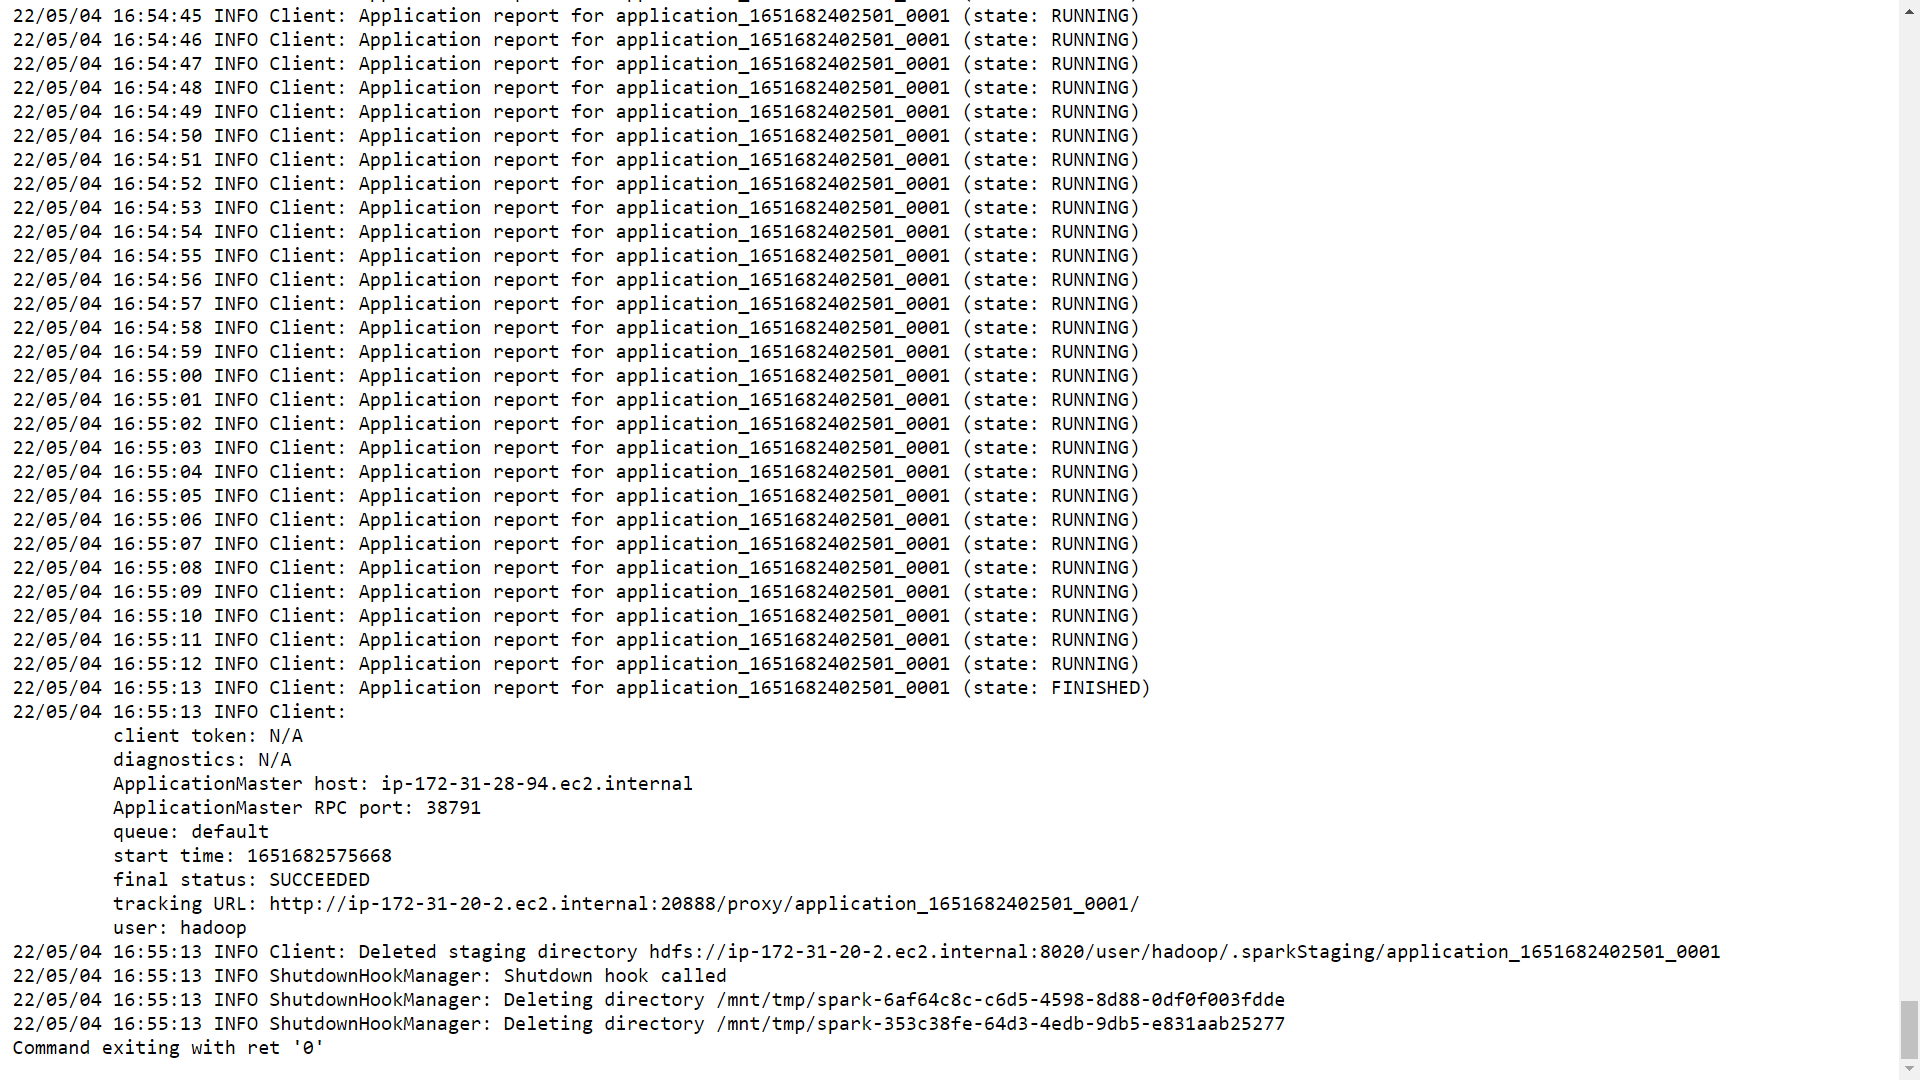 22/05/04 16:54:45 INFO Client: Application report for application_1651682402501_0001 (state: RUNNING)
22/05/04 16:54:46 INFO Client: Application report for application_1651682402501_0001 (state: RUNNING)
22/05/04 16:54:47 INFO Client: Application report for application_1651682402501_0001 (state: RUNNING)
22/05/04 16:54:48 INFO Client: Application report for application_1651682402501_0001 (state: RUNNING)
22/05/04 16:54:49 INFO Client: Application report for application_1651682402501_0001 (state: RUNNING)
22/05/04 16:54:50 INFO Client: Application report for application_1651682402501_0001 (state: RUNNING)
22/05/04 16:54:51 INFO Client: Application report for application_1651682402501_0001 (state: RUNNING)
22/05/04 16:54:52 INFO Client: Application report for application_1651682402501_0001 (state: RUNNING)
22/05/04 16:54:53 INFO Client: Application report for application_1651682402501_0001 (state: RUNNING)
22/05/04 16:54:54 INFO Client: Application report for application_1651682402501_0001 (state: RUNNING)
22/05/04 16:54:55 INFO Client: Application report for application_1651682402501_0001 (state: RUNNING)
22/05/04 16:54:56 INFO Client: Application report for application_1651682402501_0001 (state: RUNNING)
22/05/04 16:54:57 INFO Client: Application report for application_1651682402501_0001 (state: RUNNING)
22/05/04 16:54:58 INFO Client: Application report for application_1651682402501_0001 (state: RUNNING)
22/05/04 16:54:59 INFO Client: Application report for application_1651682402501_0001 (state: RUNNING)
22/05/04 16:55:00 INFO Client: Application report for application_1651682402501_0001 (state: RUNNING)
22/05/04 16:55:01 INFO Client: Application report for application_1651682402501_0001 (state: RUNNING)
22/05/04 16:55:02 INFO Client: Application report for application_1651682402501_0001 (state: RUNNING)
22/05/04 16:55:03 INFO Client: Application report for application_1651682402501_0001 (state: RUNNING)
22/05/04 16:55:04 INFO Client: Application report for application_1651682402501_0001 (state: RUNNING)
22/05/04 16:55:05 INFO Client: Application report for application_1651682402501_0001 (state: RUNNING)
22/05/04 16:55:06 INFO Client: Application report for application_1651682402501_0001 (state: RUNNING)
22/05/04 16:55:07 INFO Client: Application report for application_1651682402501_0001 (state: RUNNING)
22/05/04 16:55:08 INFO Client: Application report for application_1651682402501_0001 (state: RUNNING)
22/05/04 16:55:09 INFO Client: Application report for application_1651682402501_0001 (state: RUNNING)
22/05/04 16:55:10 INFO Client: Application report for application_1651682402501_0001 (state: RUNNING)
22/05/04 16:55:11 INFO Client: Application report for application_1651682402501_0001 (state: RUNNING)
22/05/04 16:55:12 INFO Client: Application report for application_1651682402501_0001 (state: RUNNING)
22/05/04 16:55:13 INFO Client: Application report for application_1651682402501_0001 (state: FINISHED)
22/05/04 16:55:13 INFO Client:
client token: N/A
diagnostics: N/A
ApplicationMaster host: ip-172-31-28-94.ec2.internal
ApplicationMaster RPC port: 38791
queue: default
start time: 1651682575668
final status: SUCCEEDED
tracking URL: http://ip-172-31-20-2.ec2.internal:20888/proxy/application_1651682402501_0001/
user: hadoop
22/05/04 16:55:13 INFO Client: Deleted staging directory hdfs://ip-172-31-20-2.ec2.internal:8020/user/hadoop/.sparkStaging/application_1651682402501_0001
22/05/04 16:55:13 INFO ShutdownHookManager: Shutdown hook called
22/05/04 16:55:13 INFO ShutdownHookManager: Deleting directory /mnt/tmp/spark-6af64c8c-c6d5-4598-8d88-0df0f003fdde
22/05/04 16:55:13 INFO ShutdownHookManager: Deleting directory /mnt/tmp/spark-353c38fe-64d3-4edb-9db5-e831aab25277
Command exiting with ret '0'